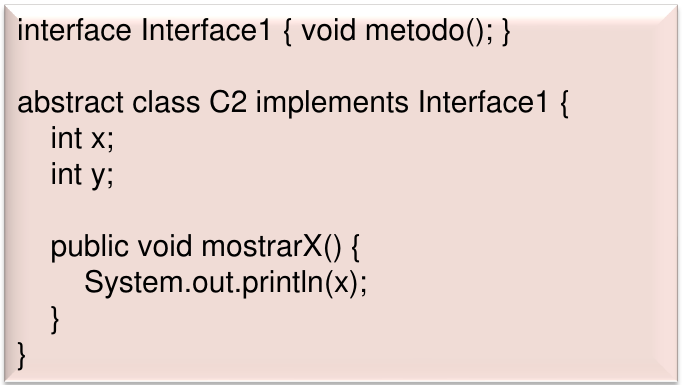 interface Interface1 { void metodo(); }
abstract class C2 implements Interface1 {
int x;
int y;
public void mostrarX() {
System.out.println(x);
}
}